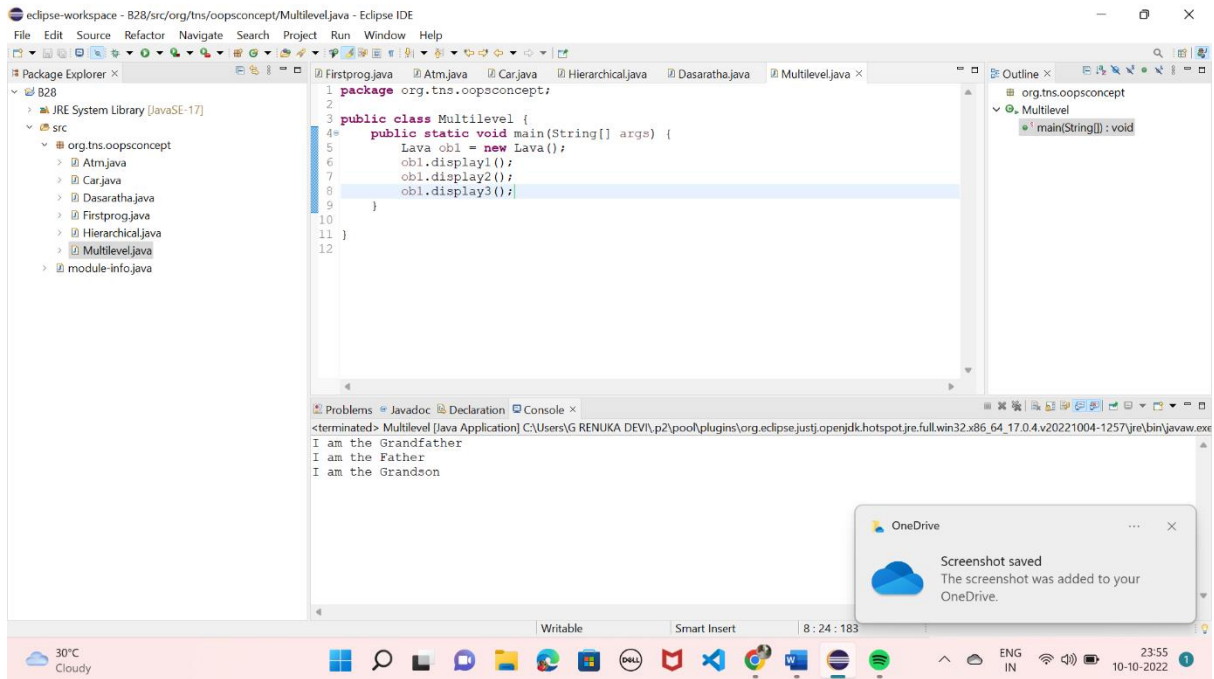 eclipse-workspace - B28/src/org/tns/oopsconcept/Multilevel.java - Eclipse IDE
File Edit Source Refactor Navigate Search Project Run Window Help
Package Explorer
B28
JRE System Library [JavaSE-17]
src
org.tns.oopsconcept
Atm.java
Car.java
Dasaratha.java
Firstprog.java
Hierarchical.java
Multilevel.java
module-info.java
Firstprog.java Atm.java Car.java Hierarchical.java Dasaratha.java Multilevel.java
1 package org.tns.oopsconcept;
2
3 public class Multilevel {
4 public static void main(String[] args) {
5 Lava ob1 = new Lava();
6 ob1.display1();
7 ob1.display2();
8 ob1.display3();
9 }
10
11 }
12
Outline
org.tns.oopsconcept
Multilevel
main(String[]) : void
Problems Javadoc Declaration Console
<terminated> Multilevel [Java Application] C:\Users\G RENUKA DEVI\.p2\pool\plugins\org.eclipse.justj.openjdk.hotspot.jre.full.win32.x86_64_17.0.4.v20221004-1257\jre\bin\javaw.exe
I am the Grandfather
I am the Father
I am the Grandson
OneDrive
Screenshot saved
The screenshot was added to your
OneDrive.
Writable Smart Insert 8 : 24 : 183
30°C
Cloudy
DELL
ENG
IN
23:55
10-10-2022
1